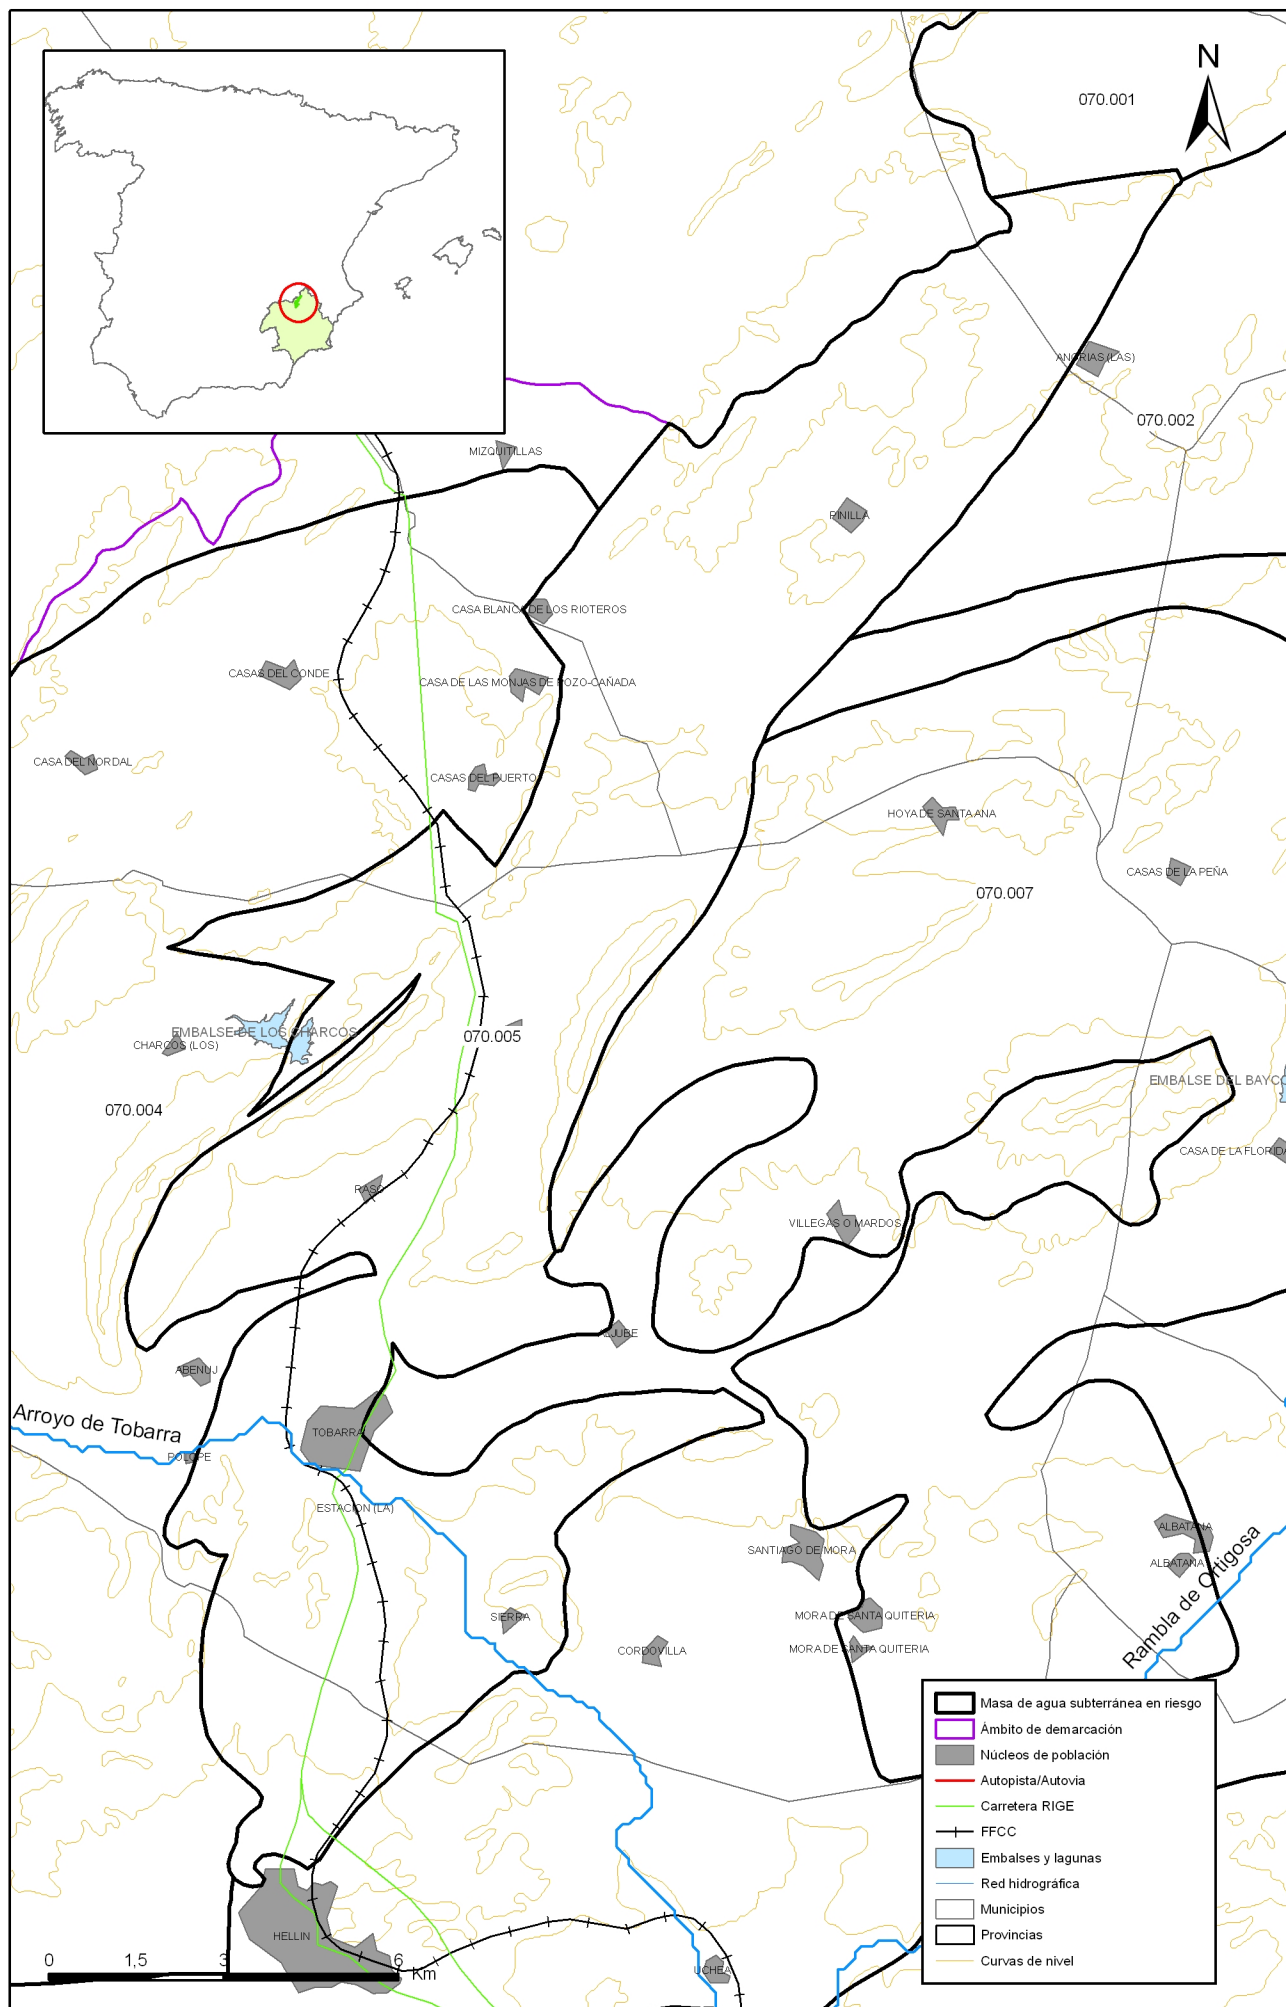 N
070.001
ANORIAS (LAS)
070.002
MIZQUITILLAS
PINILLA
CASA BLANCA DE LOS RIOTEROS
CASAS DEL CONDE
CASA DE LAS MONJAS DE POZO-CAÑADA
CASA DEL NORDAL
CASAS DEL PUERTO
HOYA DE SANTA ANA
CASAS DE LA PEÑA
070.007
EMBALSE DE LOS CHARCOS
070.005
CHARCOS (LOS)
EMBALSE DEL BAYCO
070.004
CASA DE LA FLORIDA
RASO
VILLEGAS O MARDOS
ALJUBE
ABENUJ
Arroyo de Tobarra
TOBARRA
POLOPE
ESTACION (LA)
ALBATANA
SANTIAGO DE MORA
ALBATANA
Rambla de Ortigosa
SIERRA
MORA DE SANTA QUITERIA
CORDOVILLA
MORA DE SANTA QUITERIA
Masa de agua subterránea en riesgo
Ámbito de demarcación
Núcleos de población
Autopista/Autovia
Carretera RIGE
FFCC
Embalses y lagunas
Red hidrográfica
Municipios
Provincias
Curvas de nivel
HELLIN
UCHEA
0 1,5 3 6
Km